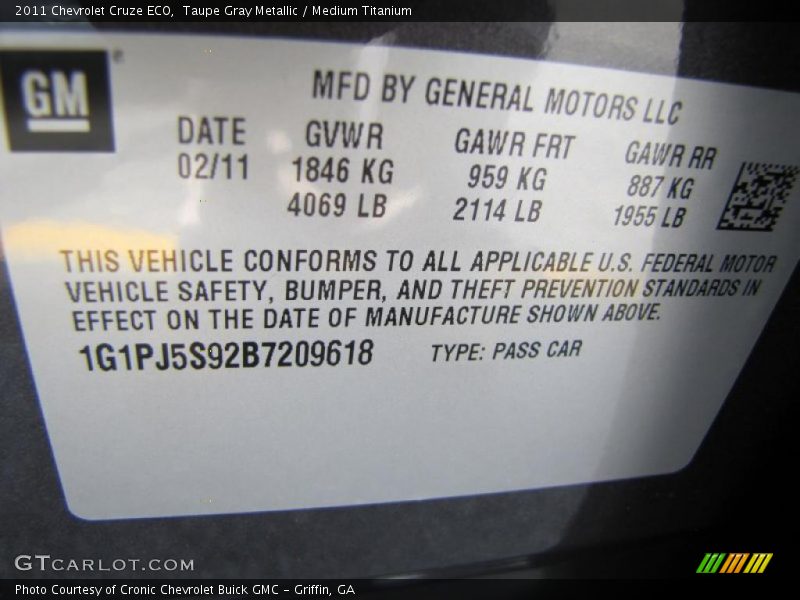 2011 Chevrolet Cruze ECO,  Taupe Gray Metallic / Medium Titanium
GM
MFD BY GENERAL MOTORS LLC
DATE GVWR GAWR FRT GAWR RR
02/11 1846 KG 959 KG 887 KG
4069 LB 2114 LB 1955 LB
THIS VEHICLE CONFORMS TO ALL APPLICABLE U.S. FEDERAL MOTOR
VEHICLE SAFETY, BUMPER, AND THEFT PREVENTION STANDARDS IN
EFFECT ON THE DATE OF MANUFACTURE SHOWN ABOVE.
1G1PJ5S92B7209618 TYPE: PASS CAR
GTCARLOT.COM
Photo Courtesy of Cronic Chevrolet Buick GMC – Griffin, GA